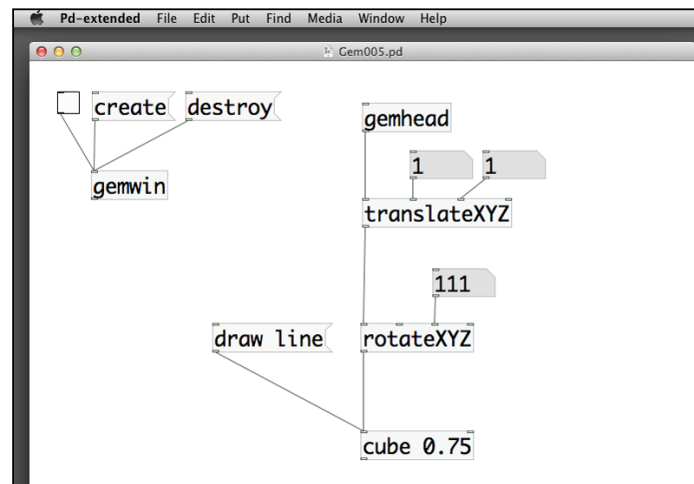 Pd-extended File Edit Put Find Media Window Help
Gem005.pd
create destroy
gemhead
1 1
gemwin
translateXYZ
111
draw line rotateXYZ
cube 0.75